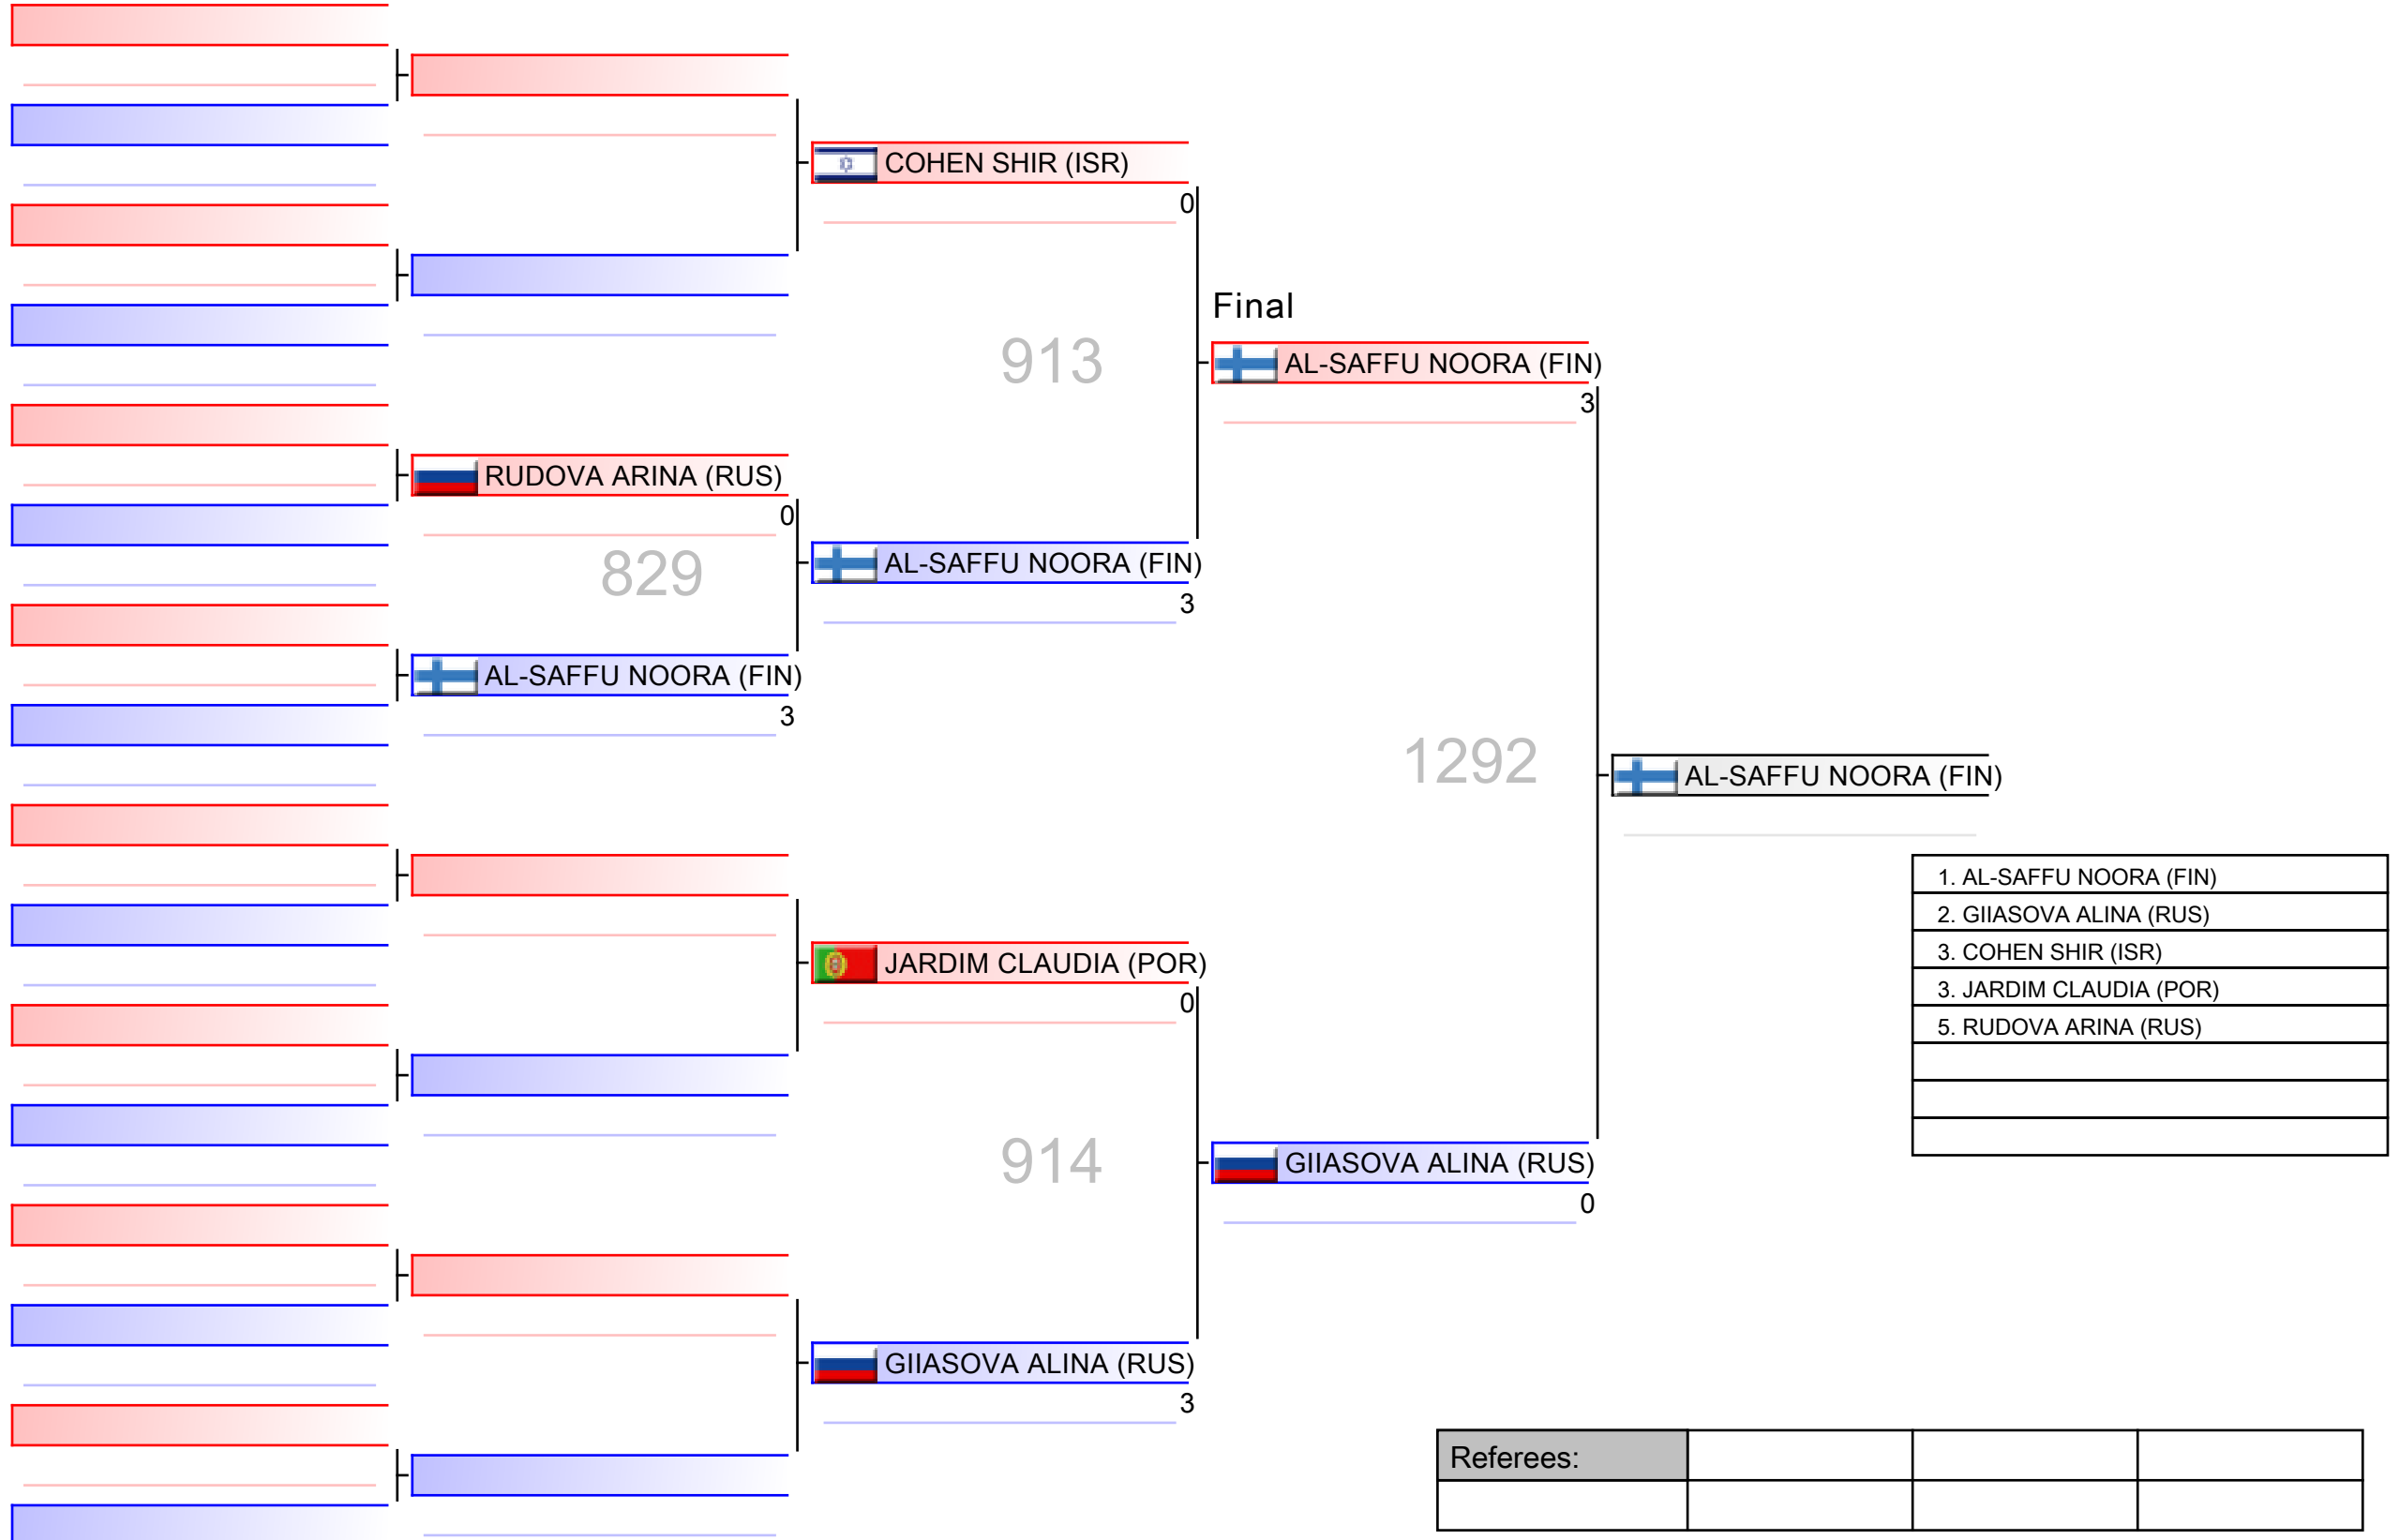 COHEN SHIR (ISR)
0
Final
913
AL-SAFFU NOORA (FIN)
3
RUDOVA ARINA (RUS)
0
829
AL-SAFFU NOORA (FIN)
3
AL-SAFFU NOORA (FIN)
3
1292
AL-SAFFU NOORA (FIN)
1. AL-SAFFU NOORA (FIN)
2. GIIASOVA ALINA (RUS)
3. COHEN SHIR (ISR)
3. JARDIM CLAUDIA (POR)
5. RUDOVA ARINA (RUS)
JARDIM CLAUDIA (POR)
0
914
GIIASOVA ALINA (RUS)
0
GIIASOVA ALINA (RUS)
3
Referees: